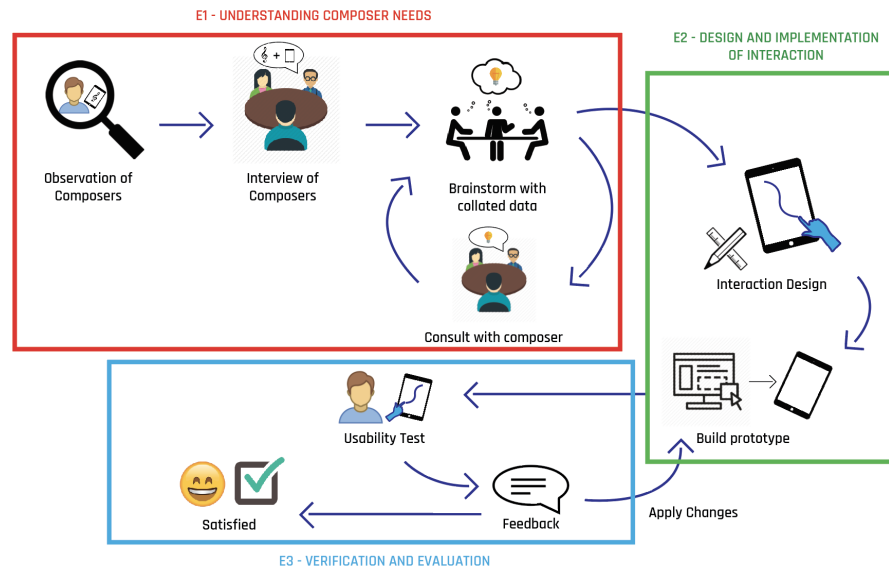 E1 - UNDERSTANDING COMPOSER NEEDS
E2 - DESIGN AND IMPLEMENTATION
OF INTERACTION
Observation of
Composers
Interview of
Composers
Brainstorm with
collated data
Consult with composer
Interaction Design
Build prototype
Usability Test
Satisfied
Feedback
Apply Changes
E3 - VERIFICATION AND EVALUATION